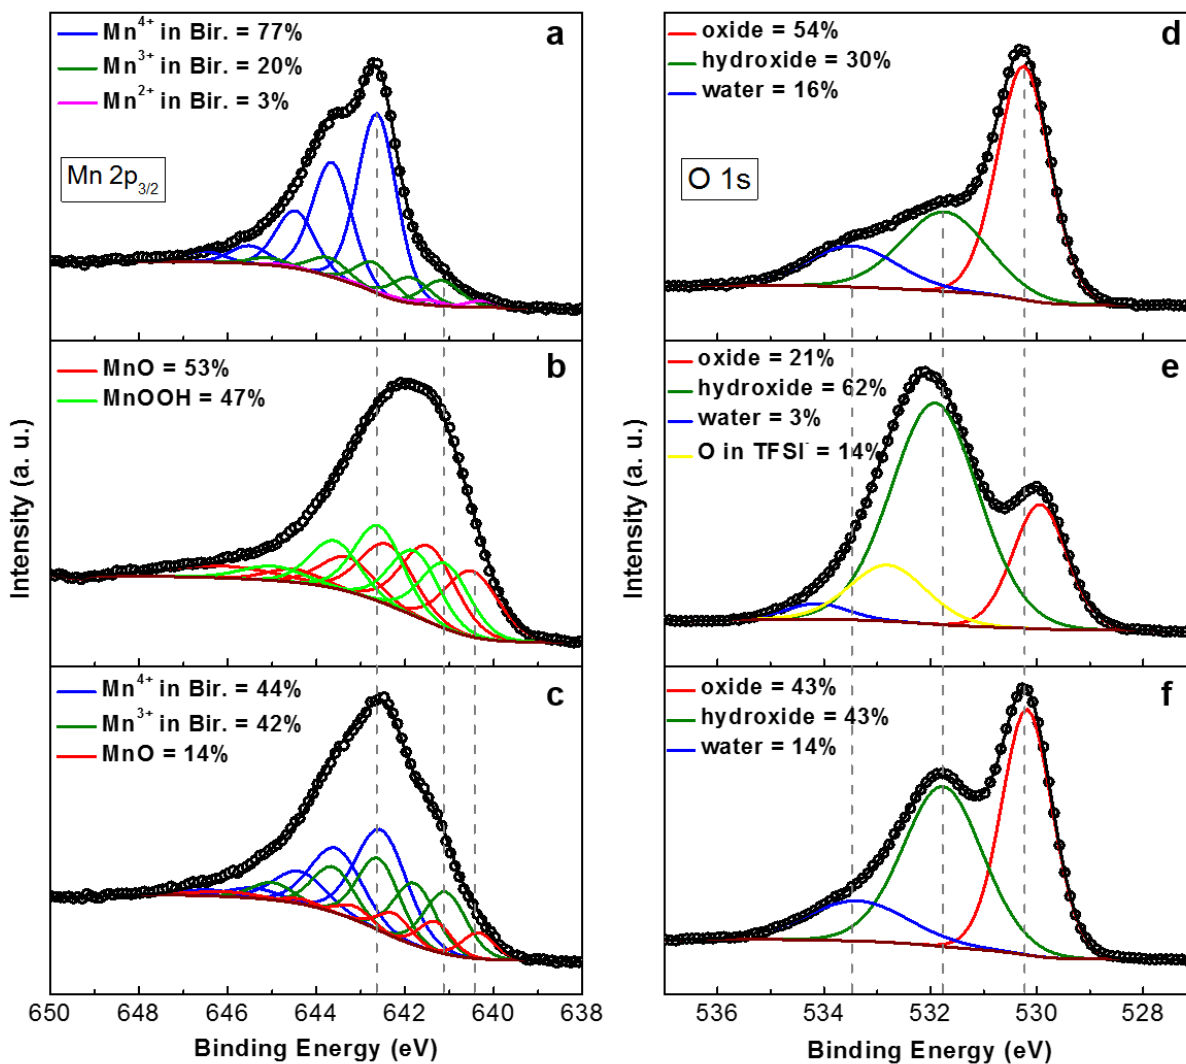 Mn4+ in Bir. = 77%
Mn3+ in Bir. = 20%
Mn2+ in Bir. = 3%
a
Mn 2p3/2
MnO = 53%
MnOOH = 47%
b
Mn4+ in Bir. = 44%
Mn3+ in Bir. = 42%
MnO = 14%
c
Intensity (a. u.)
650 648 646 644 642 640 638
Binding Energy (eV)
oxide = 54%
hydroxide = 30%
water = 16%
d
O 1s
oxide = 21%
hydroxide = 62%
water = 3%
O in TFSI- = 14%
e
oxide = 43%
hydroxide = 43%
water = 14%
f
Intensity (a. u.)
536 534 532 530 528
Binding Energy (eV)